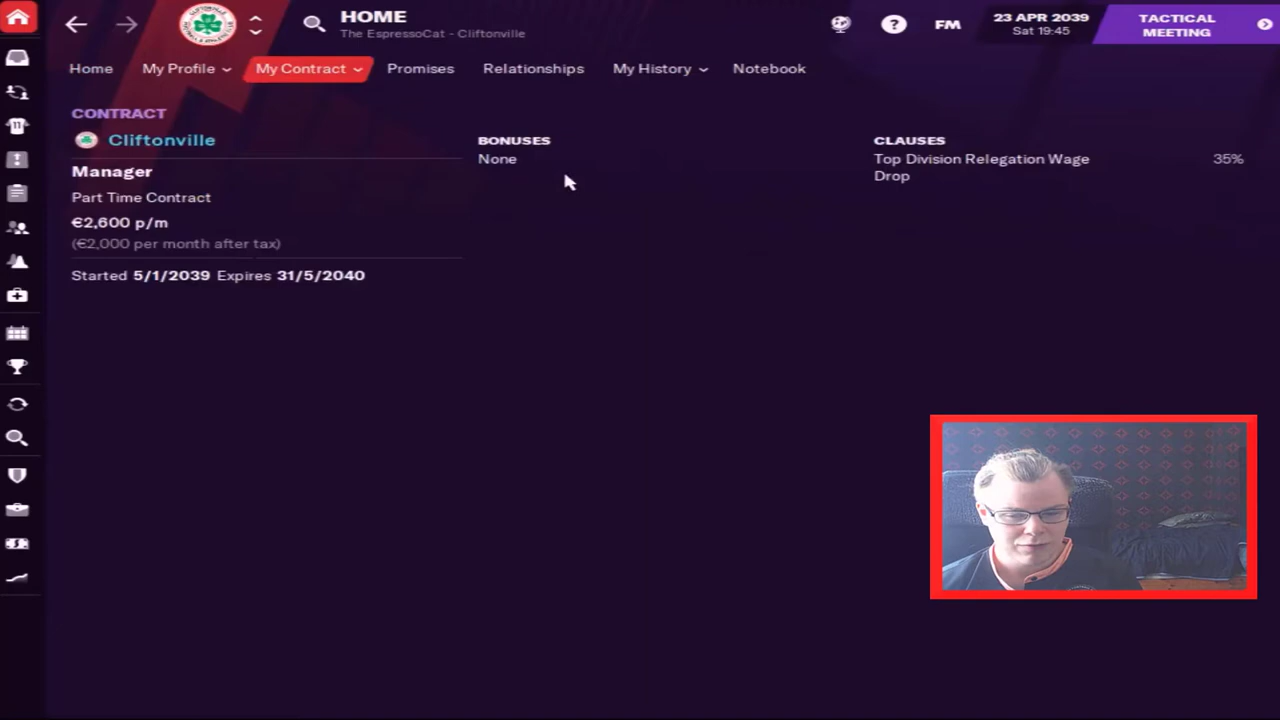 HOME
The EspressoCat - Cliftonville
FM
23 APR 2039
Sat 19:45
TACTICAL
MEETING
Home
My Profile
My Contract
Promises
Relationships
My History
Notebook
CONTRACT
Cliftonville
Manager
Part Time Contract
€2,600 p/m
(€2,000 per month after tax)
Started 5/1/2039 Expires 31/5/2040
BONUSES
None
CLAUSES
Top Division Relegation Wage
Drop
35%